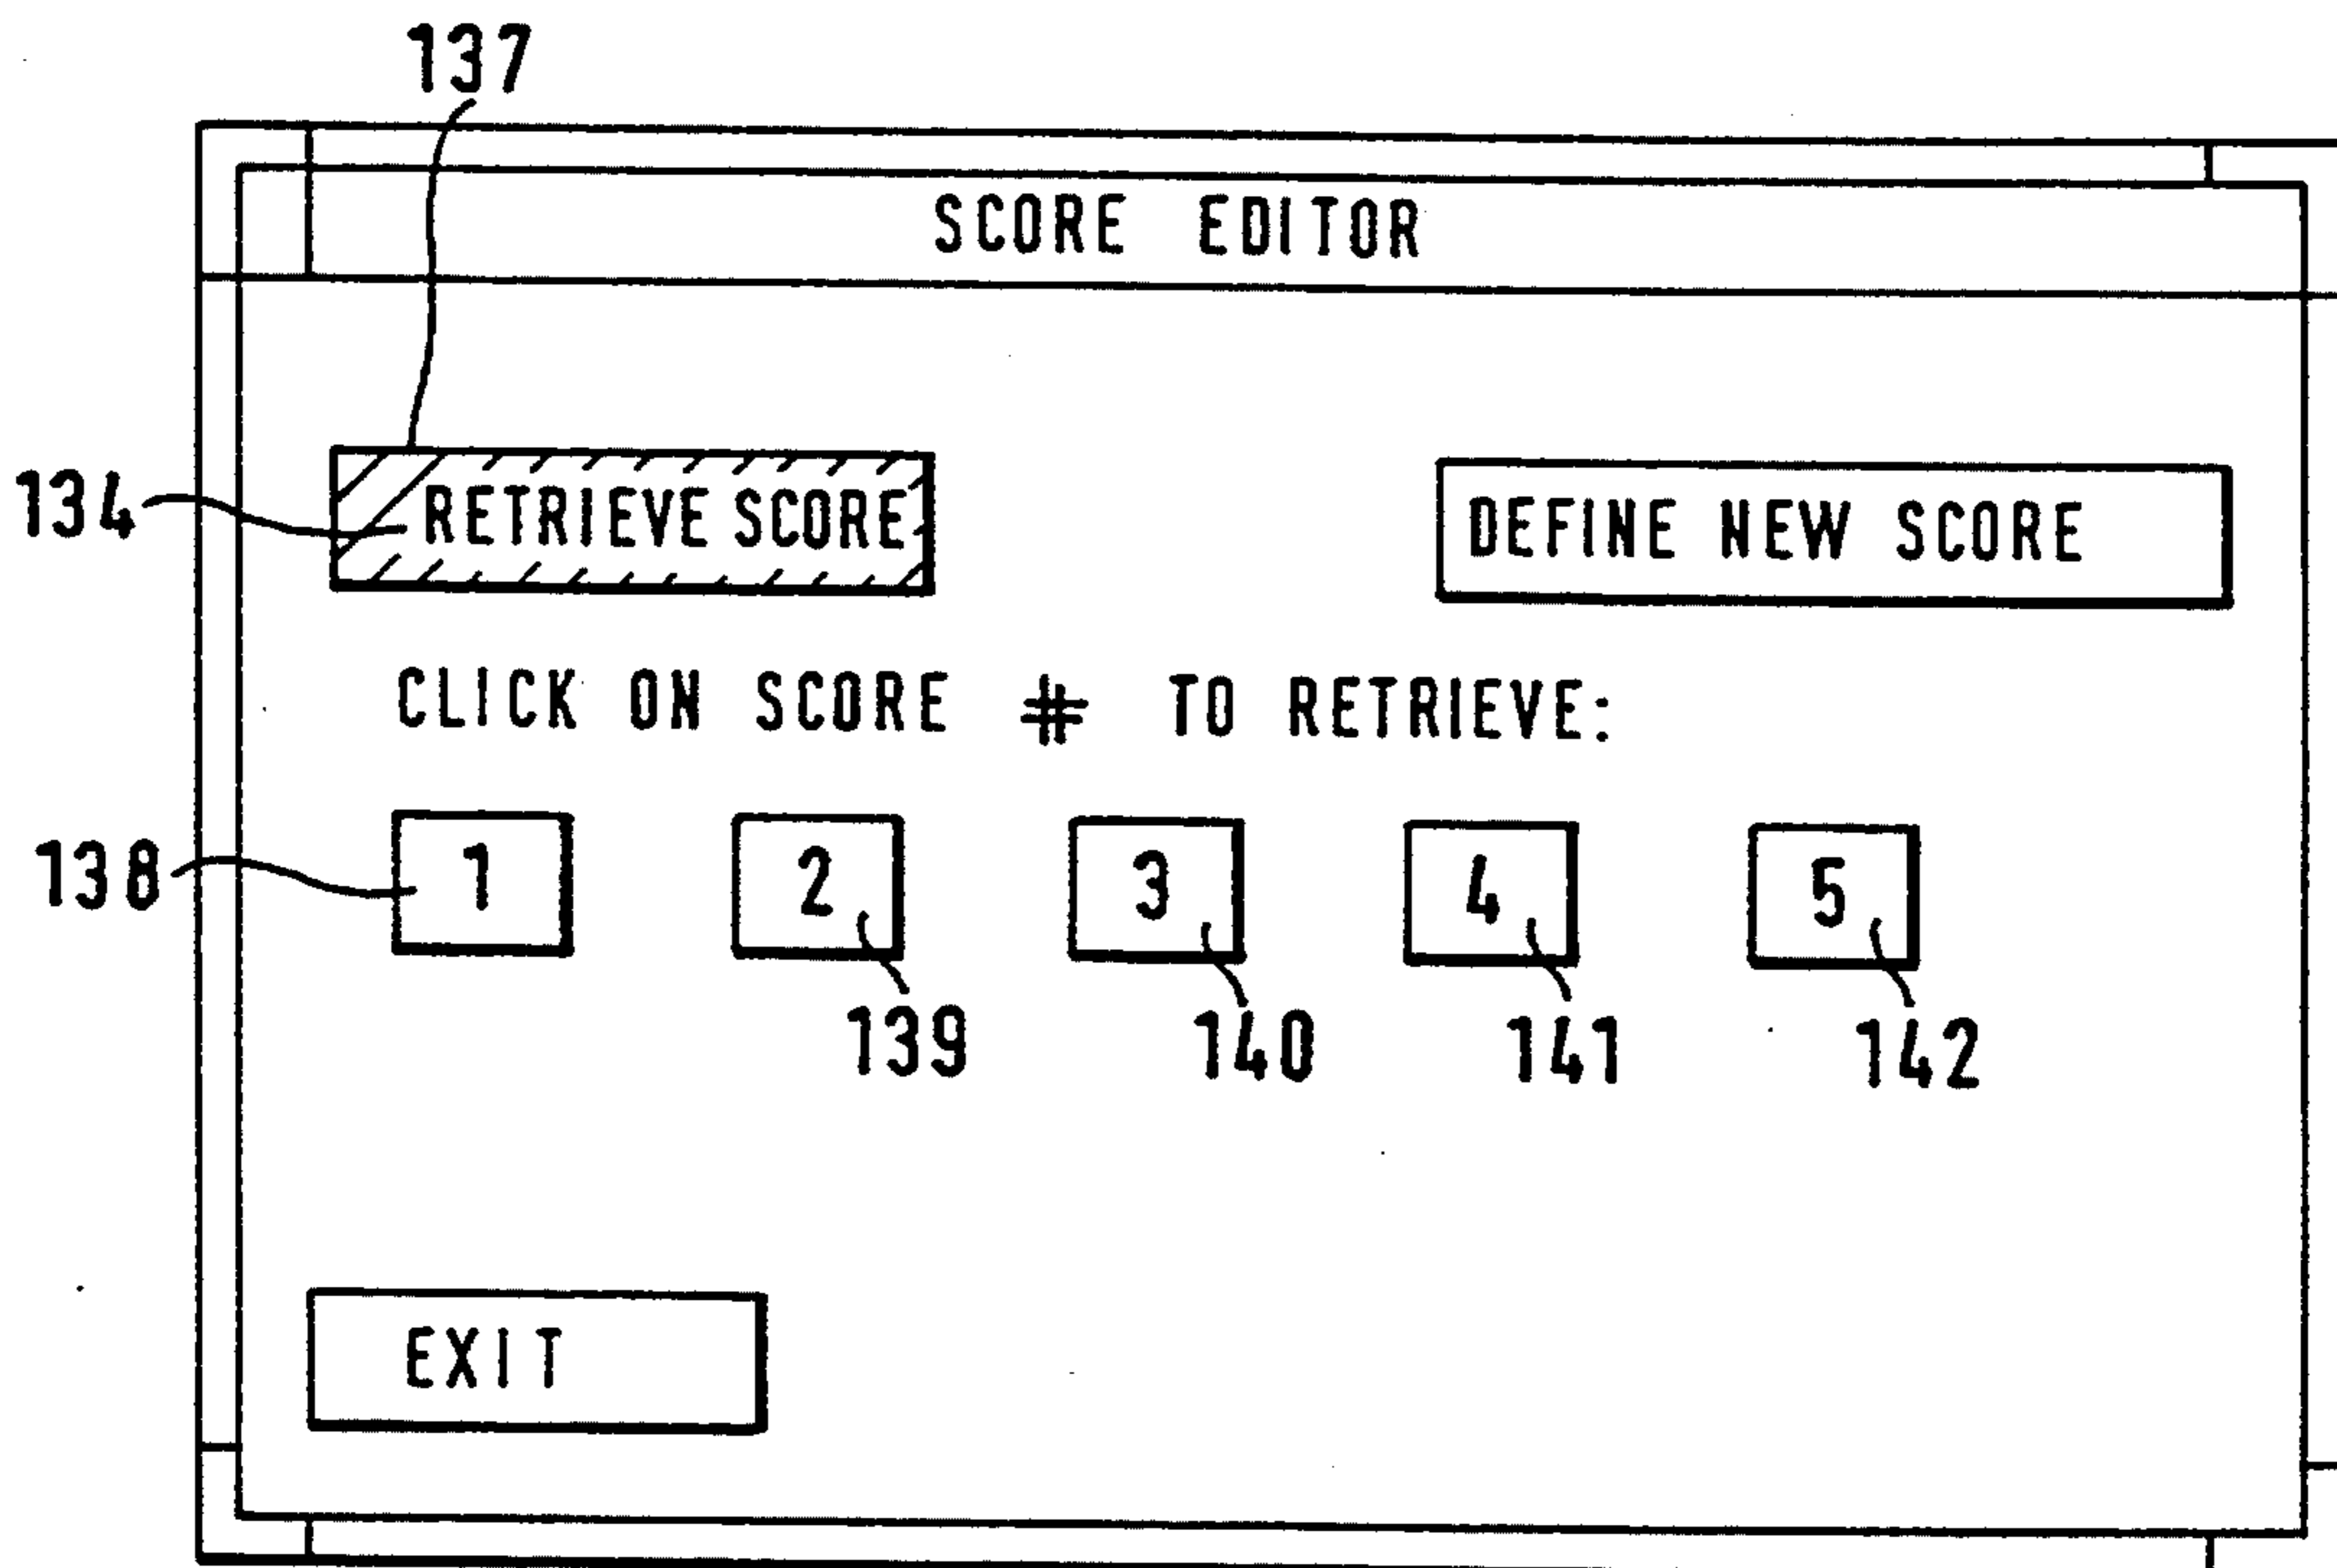 137
SCORE EDITOR
134 RETRIEVE SCORE DEFINE NEW SCORE
CLICK ON SCORE # TO RETRIEVE:
138 1 2 3 4 5
139 140 141 142
EXIT